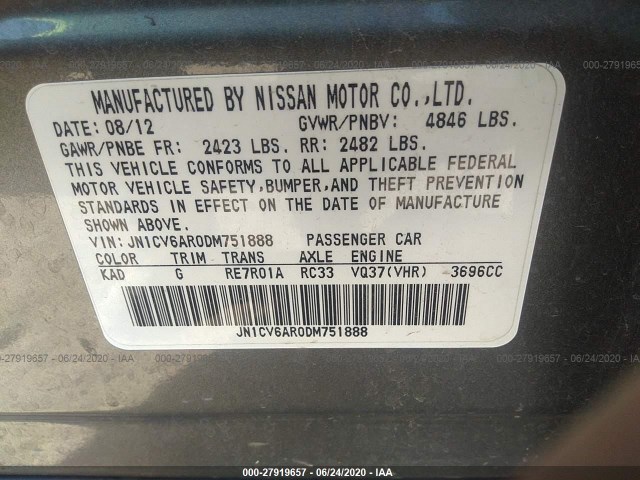 MANUFACTURED BY NISSAN MOTOR CO.,LTD.
DATE: 08/12 GVWR/PNBV: 4846 LBS.
GAWR/PNBE FR: 2423 LBS. RR: 2482 LBS.
THIS VEHICLE CONFORMS TO ALL APPLICABLE FEDERAL
MOTOR VEHICLE SAFETY,BUMPER,AND THEFT PREVENTION
STANDARDS IN EFFECT ON THE DATE OF MANUFACTURE
SHOWN ABOVE.
VIN: JN1CV6AR0DM751888 PASSENGER CAR
COLOR TRIM TRANS AXLE ENGINE
KAD G RE7R01A RC33 VQ37(VHR) 3696CC
JN1CV6AR0DM751888
000-27919657 - 06/24/2020 - IAA